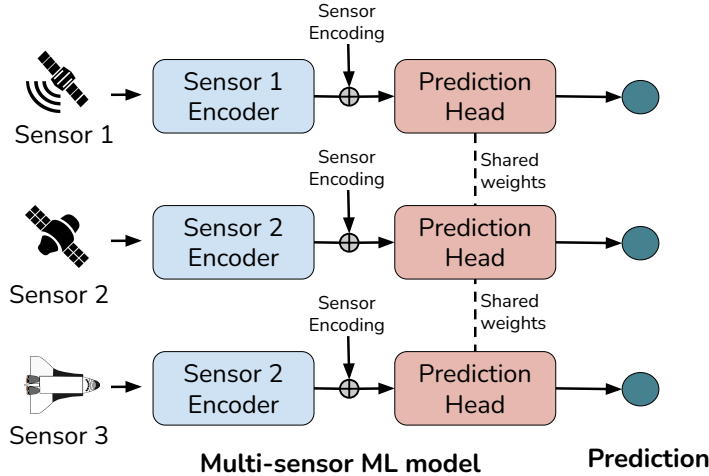 Sensor
Encoding
Sensor 1
Sensor 1
Encoder
Prediction
Head
Sensor
Encoding
Shared
weights
Sensor 2
Sensor 2
Encoder
Prediction
Head
Sensor
Encoding
Shared
weights
Sensor 3
Sensor 2
Encoder
Prediction
Head
Multi-sensor ML model
Prediction